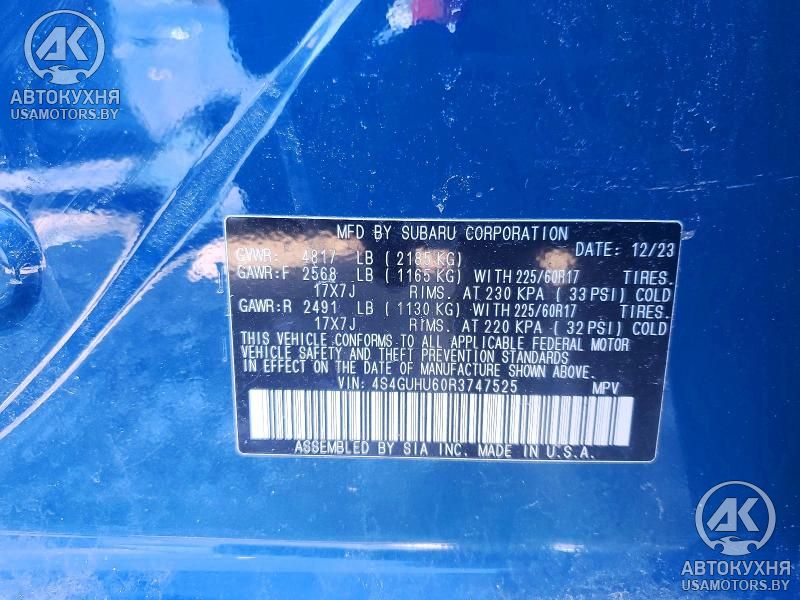 AK
АВТОКУХНЯ
USAMOTORS.BY
MFD BY SUBARU CORPORATION
DATE: 12/23
GVWR: 4817 LB (2185 KG)
GAWR:F 2568 LB (1165 KG) WITH 225/60R17 TIRES.
17X7J RIMS. AT 230 KPA (33 PSI) COLD
GAWR:R 2491 LB (1130 KG) WITH 225/60R17 TIRES.
17X7J RIMS. AT 220 KPA (32 PSI) COLD
THIS VEHICLE CONFORMS TO ALL APPLICABLE FEDERAL MOTOR
VEHICLE SAFETY AND THEFT PREVENTION STANDARDS
IN EFFECT ON THE DATE OF MANUFACTURE SHOWN ABOVE.
VIN: 4S4GUHU60R3747525 MPV
ASSEMBLED BY SIA INC. MADE IN U.S.A.
AK
АВТОКУХНЯ
USAMOTORS.BY